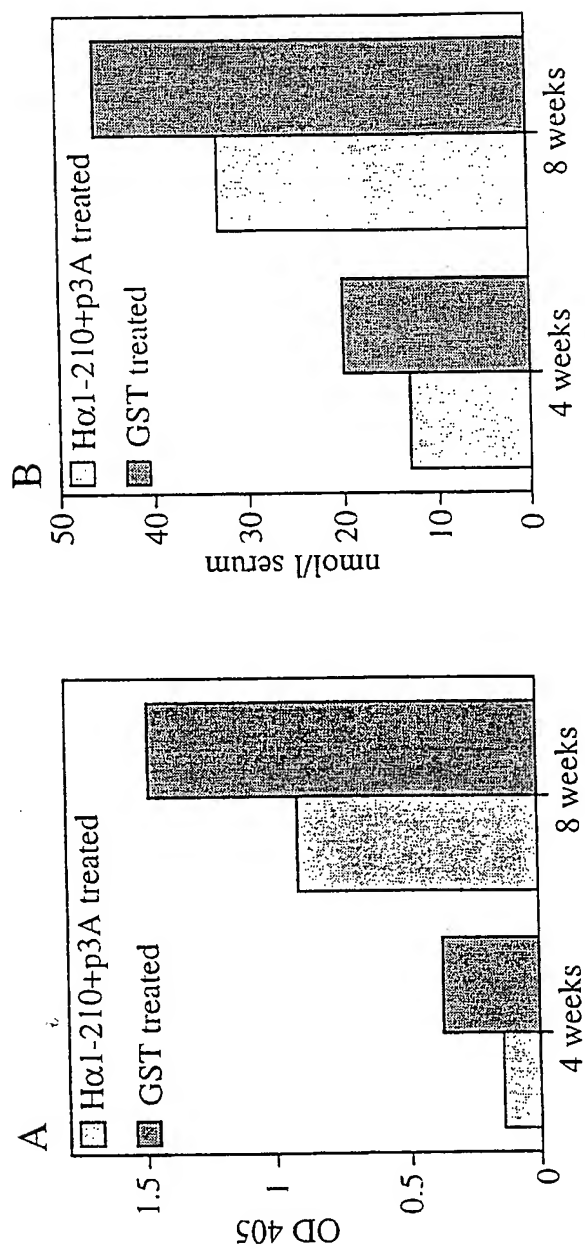 A
Hα1-210+p3A treated
GST treated
1.5
1
0.5
0
OD 405
4 weeks
8 weeks
B
Hα1-210+p3A treated
GST treated
50
40
30
20
10
0
nmol/l serum
4 weeks
8 weeks